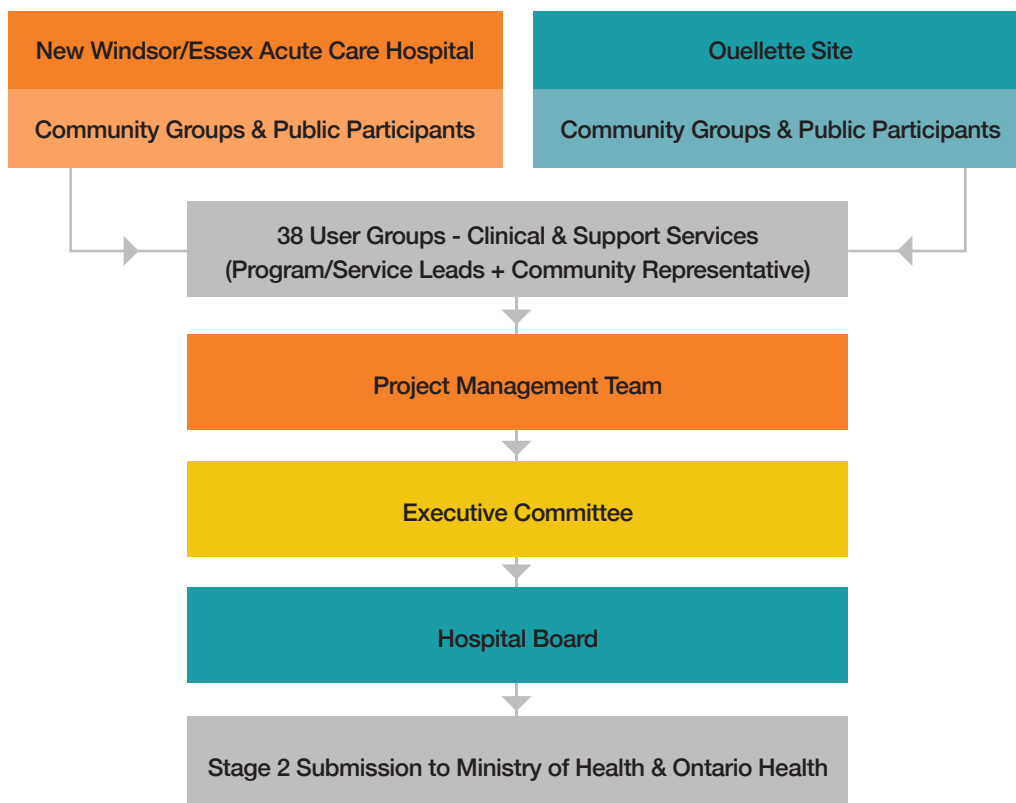 New Windsor/Essex Acute Care Hospital
Community Groups & Public Participants
Ouellette Site
Community Groups & Public Participants
38 User Groups - Clinical & Support Services
(Program/Service Leads + Community Representative)
Project Management Team
Executive Committee
Hospital Board
Stage 2 Submission to Ministry of Health & Ontario Health